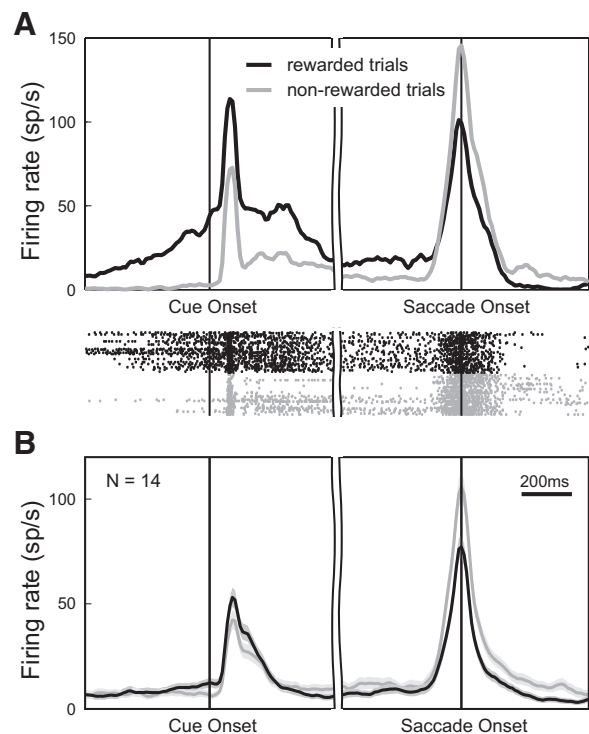 A
Firing rate (sp/s)
150
100
50
0
rewarded trials
non-rewarded trials
Cue Onset
Saccade Onset
B
Firing rate (sp/s)
100
50
0
N = 14
200ms
Cue Onset
Saccade Onset